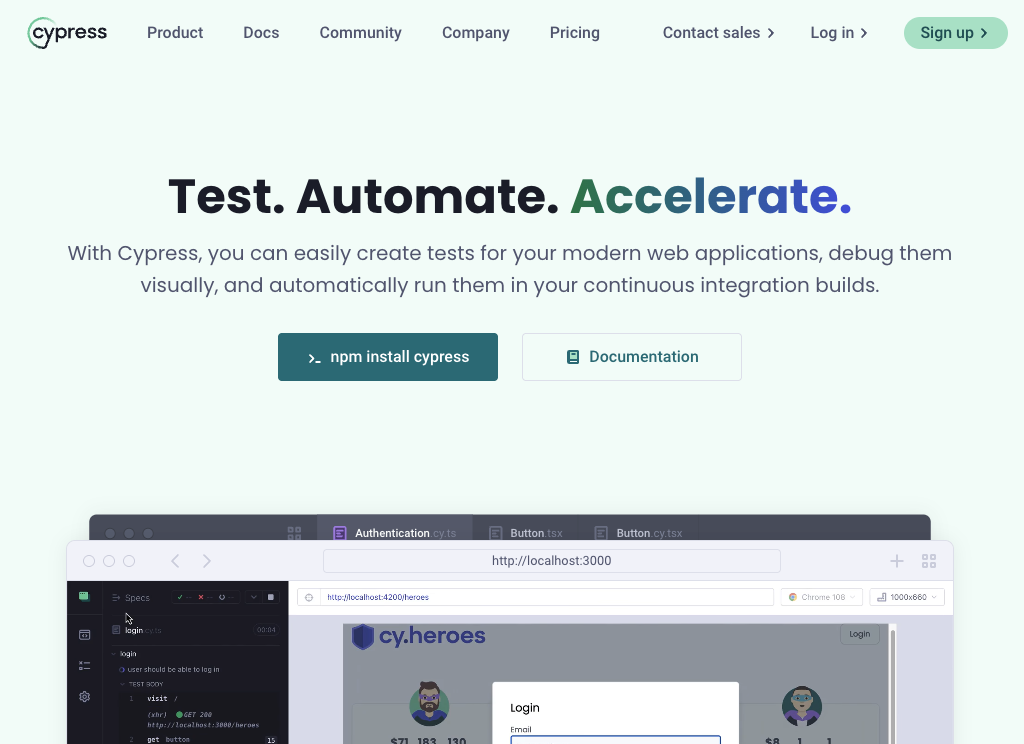 cypress
Product
Docs
Community
Company
Pricing
Contact sales
Log in
Sign up
Test. Automate. Accelerate.
With Cypress, you can easily create tests for your modern web applications, debug them
visually, and automatically run them in your continuous integration builds.
npm install cypress
Documentation
Authentication.cy.ts
Button.tsx
Button.cy.tsx
http://localhost:3000
Specs
http://localhost:4200/heroes
Chrome 108
1000x660
login.cy.ts
00:04
cy.heroes
Login
login
user should be able to log in
TEST BODY
1 visit /
(xhr) GET 200
http://localhost:3000/heroes
2 get button
15
Login
Email
$71 183 130
$8 1 1